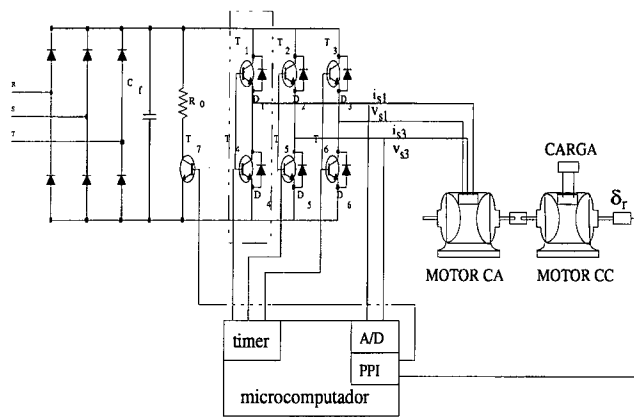 T 1
T 2
T 3
R
S
T
C f
R 0
T 7
D 1
D 2
D 3
T 4
T 5
T 6
D 4
D 5
D 6
i s1
v s1
i s3
v s3
CARGA
δ r
MOTOR CA
MOTOR CC
timer
A/D
PPI
microcomputador